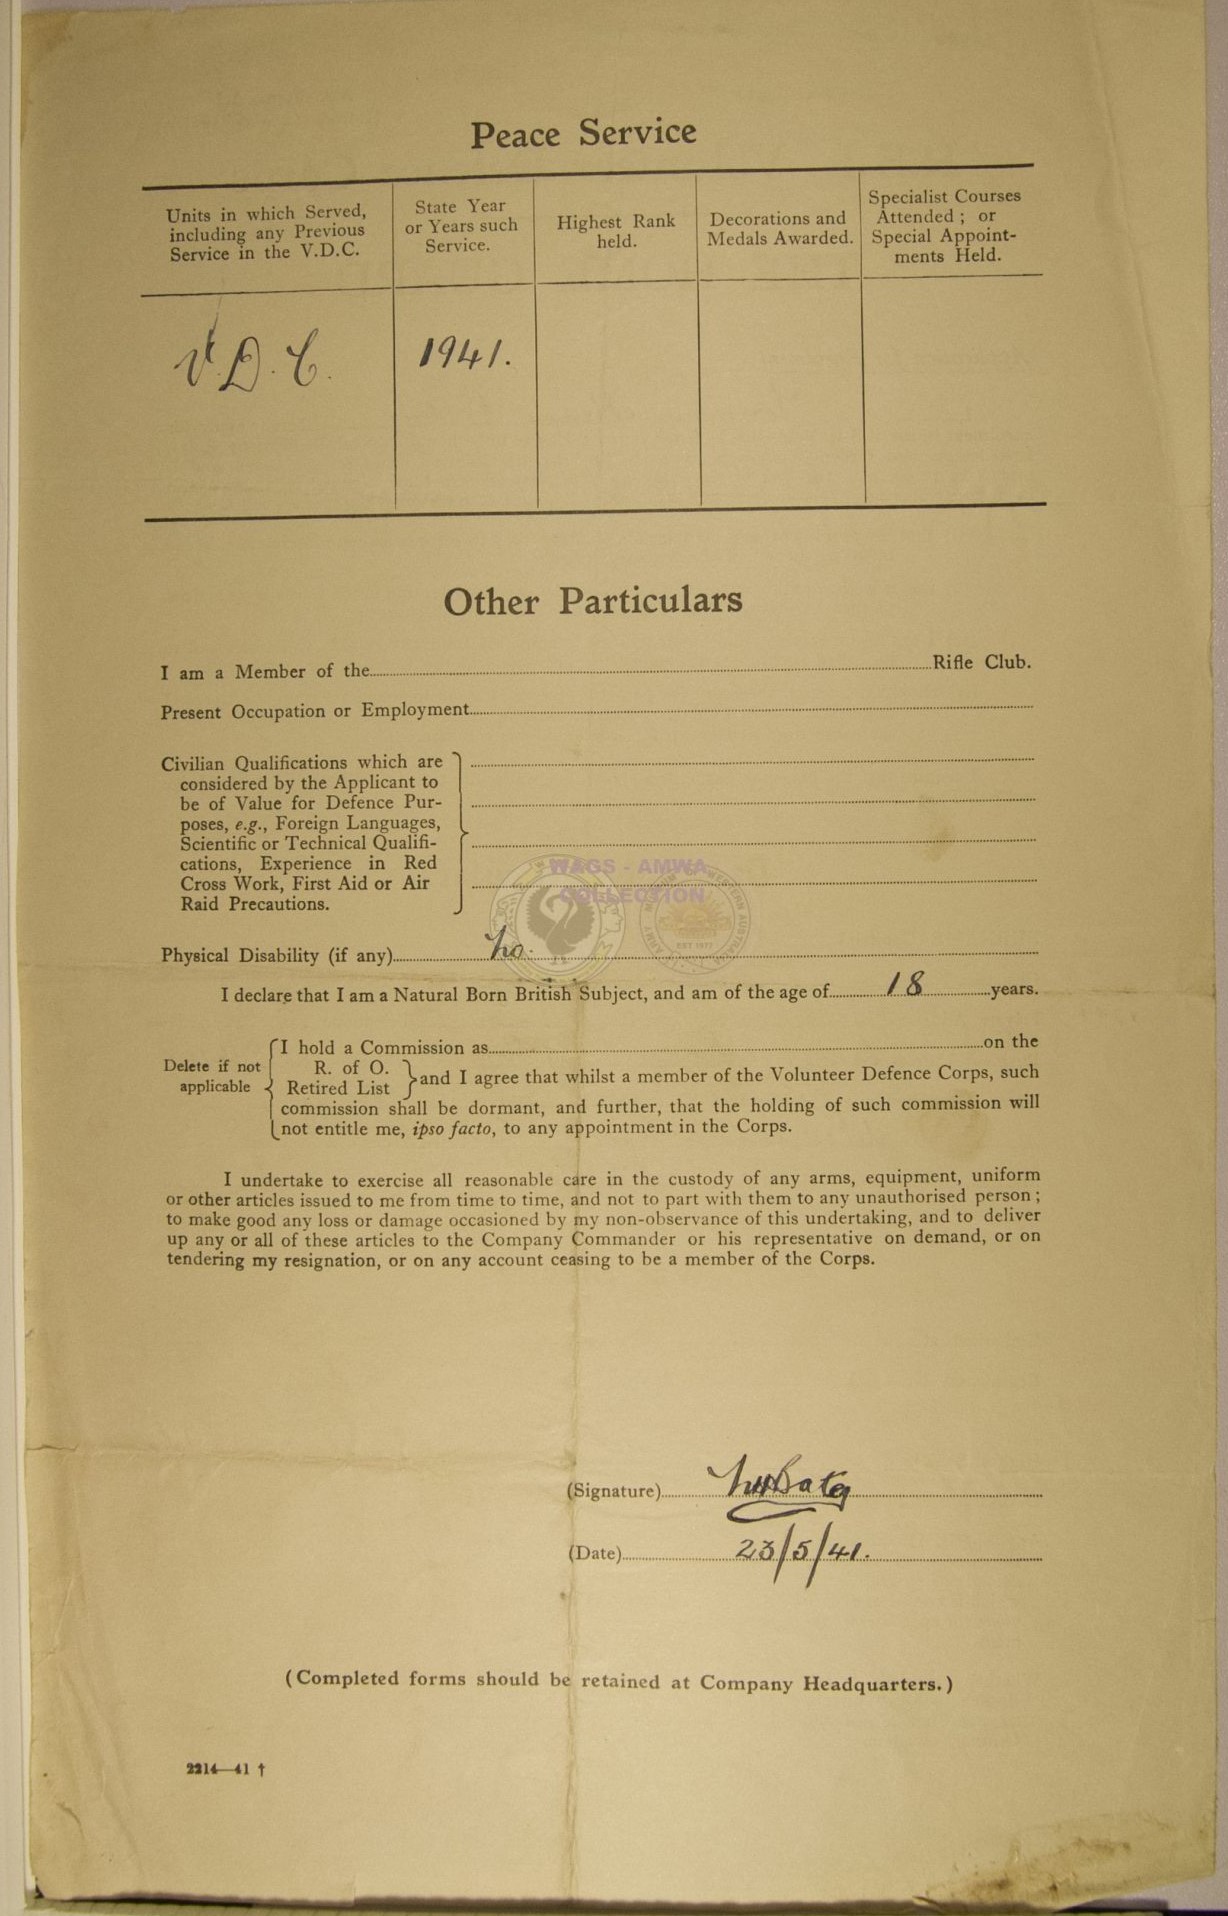 Peace Service
Units in which Served,
including any Previous
Service in the V.D.C.
State Year
or Years such
Service.
Highest Rank
held.
Decorations and
Medals Awarded.
Specialist Courses
Attended ; or
Special Appoint-
ments Held.
V.D.C.
1941.
Other Particulars
I am a Member of the Rifle Club.
Present Occupation or Employment
Civilian Qualifications which are
considered by the Applicant to
be of Value for Defence Pur-
poses, e.g., Foreign Languages,
Scientific or Technical Qualifi-
cations, Experience in Red
Cross Work, First Aid or Air
Raid Precautions.
WAGS - AMWA
COLLECTION
EST 1977
Physical Disability (if any) no.
I declare that I am a Natural Born British Subject, and am of the age of 18 years.
Delete if not
applicable
I hold a Commission as on the
R. of O.
Retired List
and I agree that whilst a member of the Volunteer Defence Corps, such
commission shall be dormant, and further, that the holding of such commission will
not entitle me, ipso facto, to any appointment in the Corps.
I undertake to exercise all reasonable care in the custody of any arms, equipment, uniform
or other articles issued to me from time to time, and not to part with them to any unauthorised person ;
to make good any loss or damage occasioned by my non-observance of this undertaking, and to deliver
up any or all of these articles to the Company Commander or his representative on demand, or on
tendering my resignation, or on any account ceasing to be a member of the Corps.
(Signature)
(Date) 23/5/41.
(Completed forms should be retained at Company Headquarters.)
2214—41 †